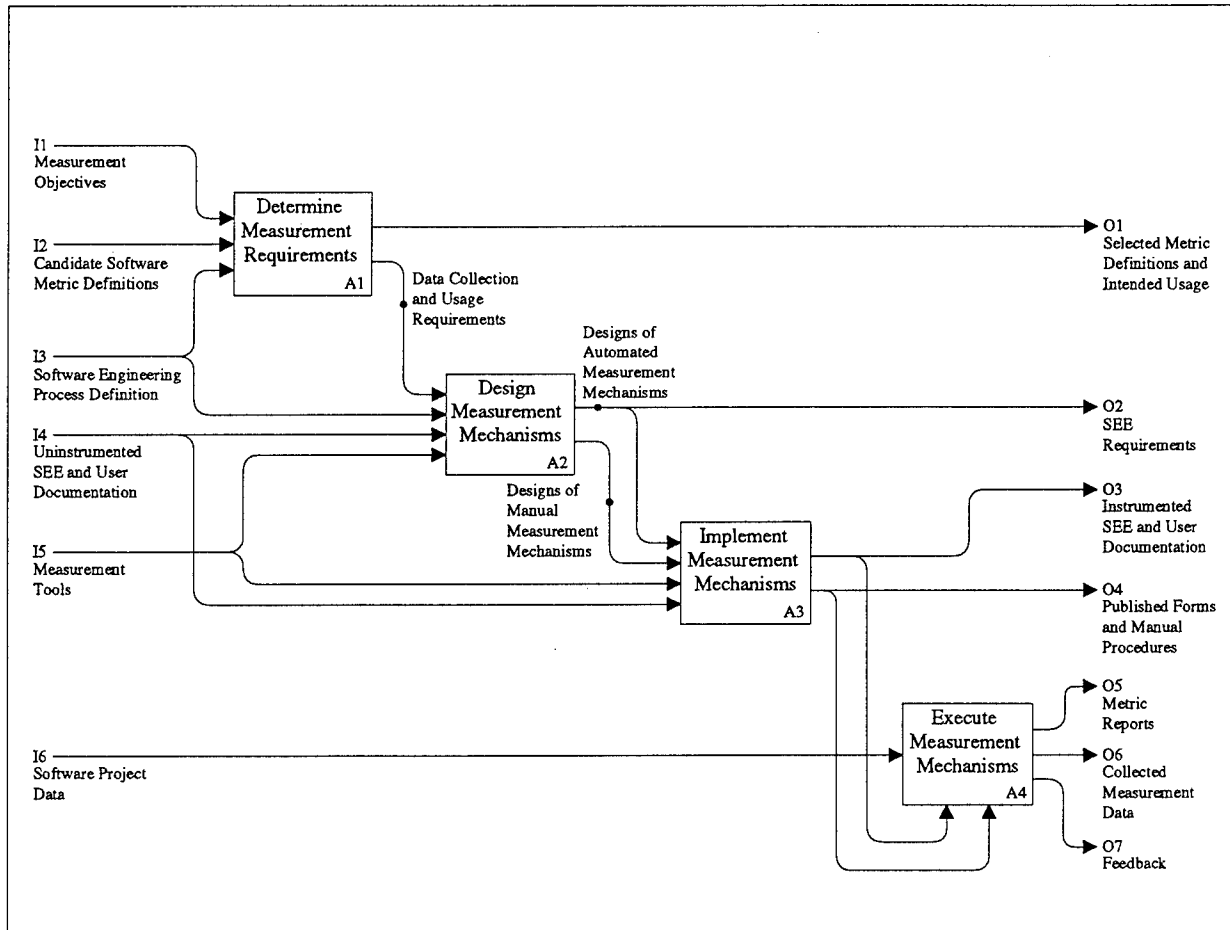 I1
Measurement
Objectives
I2
Candidate Software
Metric Definitions
I3
Software Engineering
Process Definition
I4
Uninstrumented
SEE and User
Documentation
I5
Measurement
Tools
I6
Software Project
Data
Determine
Measurement
Requirements
A1
Data Collection
and Usage
Requirements
Design
Measurement
Mechanisms
A2
Designs of
Automated
Measurement
Mechanisms
Designs of
Manual
Measurement
Mechanisms
Implement
Measurement
Mechanisms
A3
Execute
Measurement
Mechanisms
A4
O1
Selected Metric
Definitions and
Intended Usage
O2
SEE
Requirements
O3
Instrumented
SEE and User
Documentation
O4
Published Forms
and Manual
Procedures
O5
Metric
Reports
O6
Collected
Measurement
Data
O7
Feedback